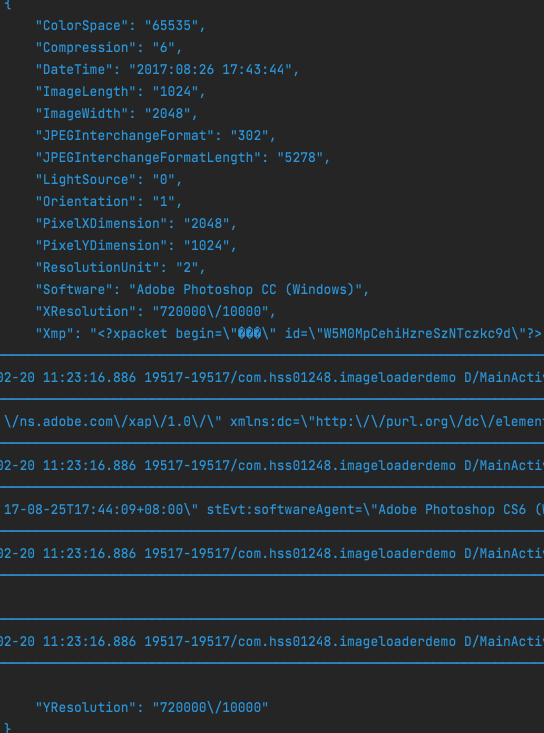 {
"ColorSpace": "65535",
"Compression": "6",
"DateTime": "2017:08:26 17:43:44",
"ImageLength": "1024",
"ImageWidth": "2048",
"JPEGInterchangeFormat": "302",
"JPEGInterchangeFormatLength": "5278",
"LightSource": "0",
"Orientation": "1",
"PixelXDimension": "2048",
"PixelYDimension": "1024",
"ResolutionUnit": "2",
"Software": "Adobe Photoshop CC (Windows)",
"XResolution": "720000\/10000",
"Xmp": "<?xpacket begin=\"���\" id=\"W5M0MpCehiHzreSzNTczkc9d\"?>
02-20 11:23:16.886 19517-19517/com.hss01248.imageloaderdemo D/MainActiv
\/ns.adobe.com\/xap\/1.0\/\" xmlns:dc=\"http:\/\/purl.org\/dc\/element
02-20 11:23:16.886 19517-19517/com.hss01248.imageloaderdemo D/MainActiv
17-08-25T17:44:09+08:00\" stEvt:softwareAgent=\"Adobe Photoshop CS6 (W
02-20 11:23:16.886 19517-19517/com.hss01248.imageloaderdemo D/MainActiv
02-20 11:23:16.886 19517-19517/com.hss01248.imageloaderdemo D/MainActiv
"YResolution": "720000\/10000"
}